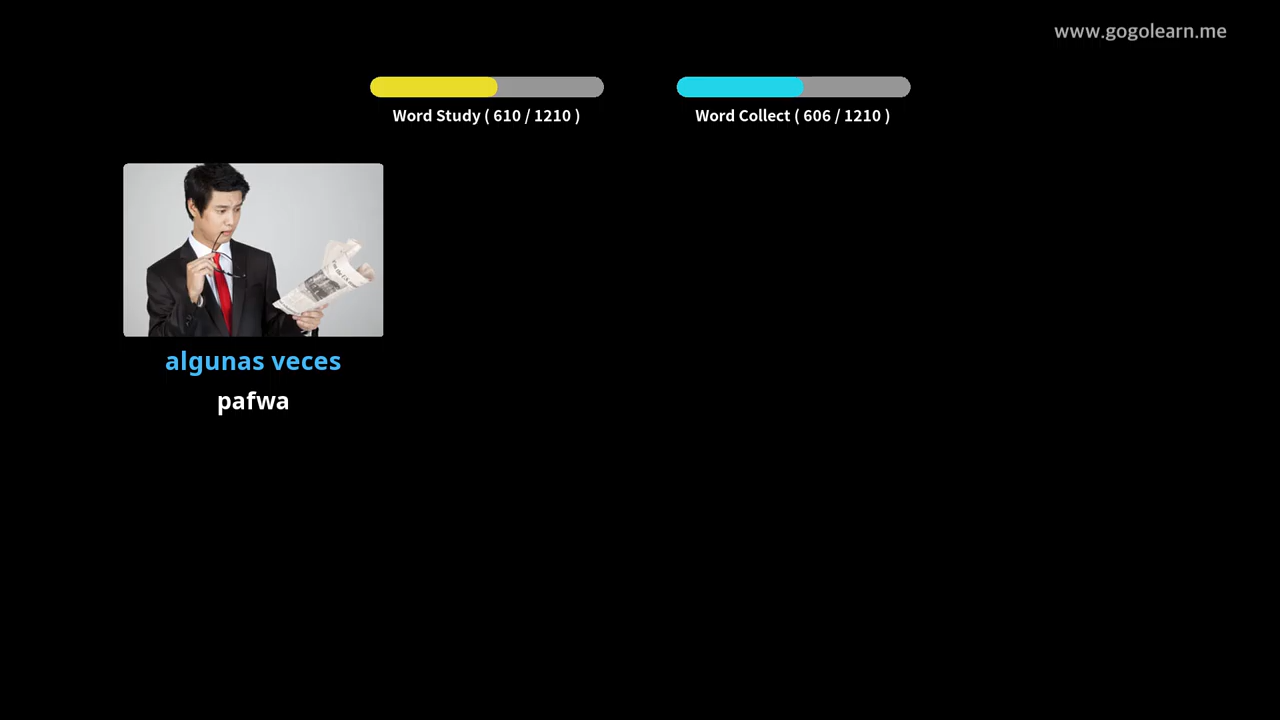 www.gogolearn.me
Word Study ( 610 / 1210 )
Word Collect ( 606 / 1210 )
algunas veces
pafwa